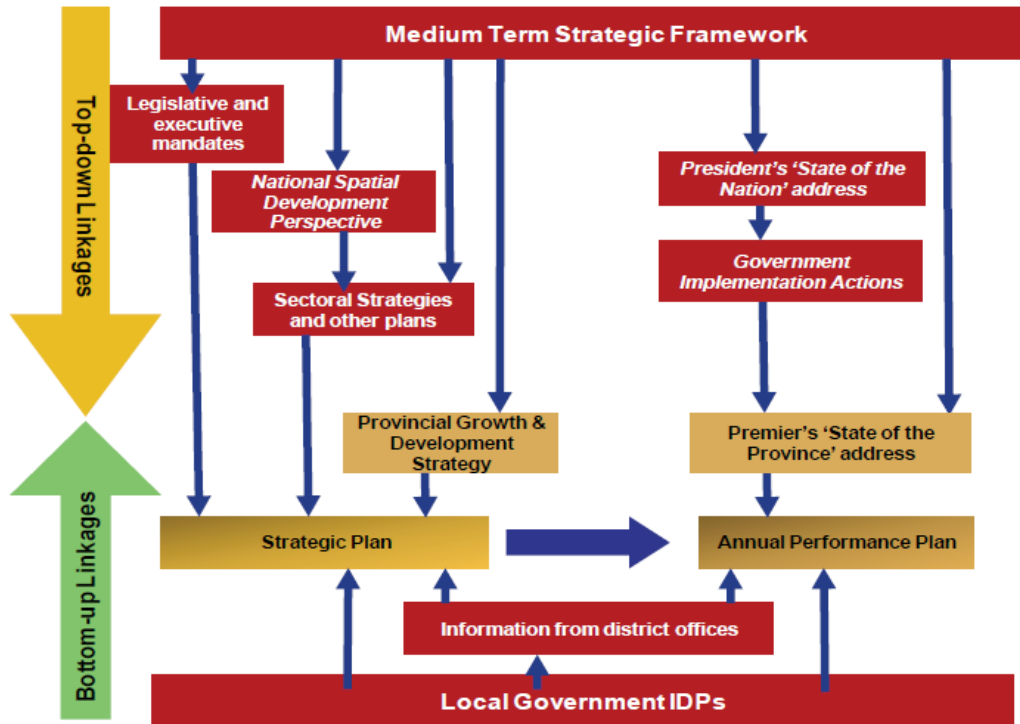 Medium Term Strategic Framework
Top-down Linkages
Legislative and
executive
mandates
National Spatial
Development
Perspective
President's ‘State of the
Nation’ address
Government
Implementation Actions
Sectoral Strategies
and other plans
Provincial Growth &
Development
Strategy
Premier's ‘State of the
Province’ address
Bottom-up Linkages
Strategic Plan
Annual Performance Plan
Information from district offices
Local Government IDPs